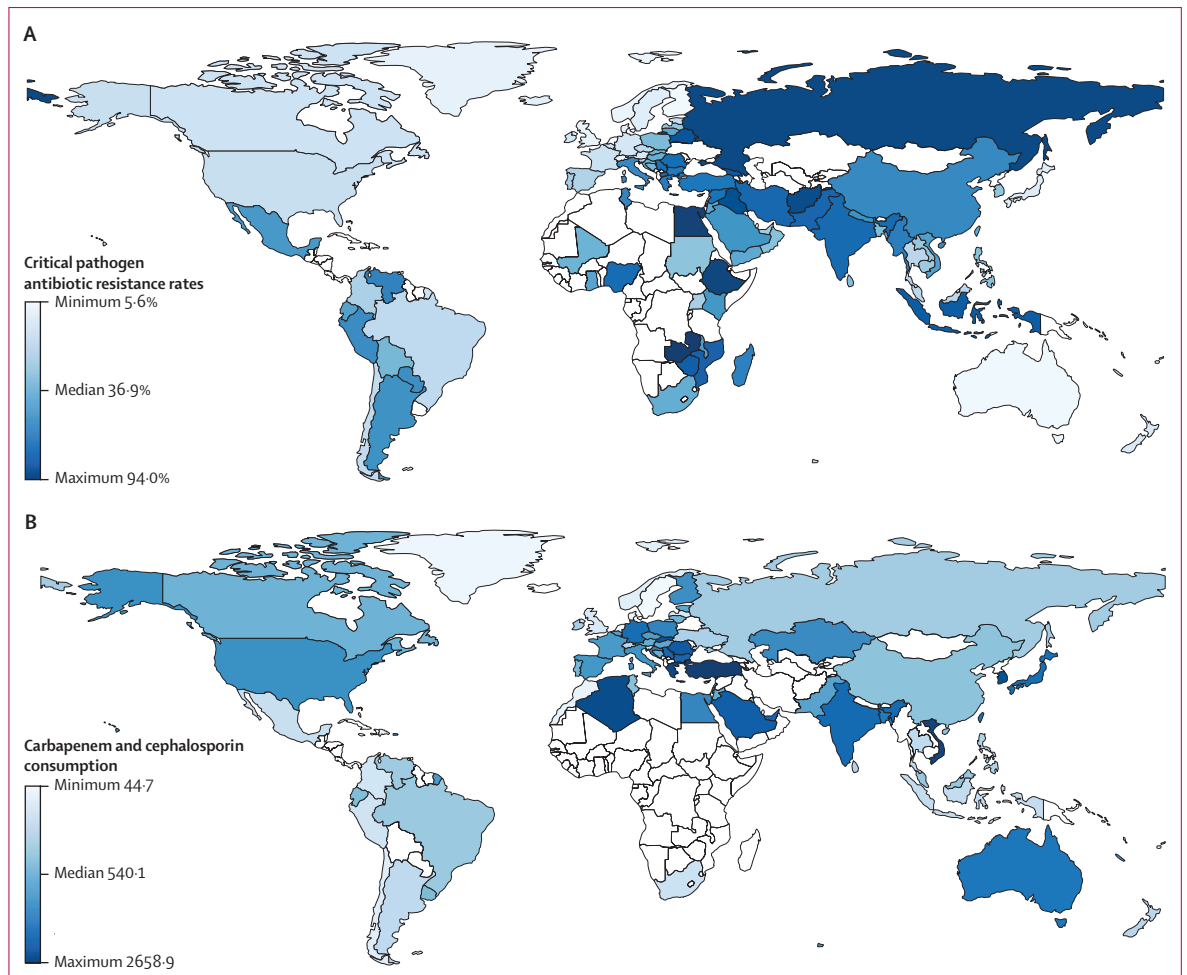 A
Critical pathogen
antibiotic resistance rates
Minimum 5·6%
Median 36·9%
Maximum 94·0%
B
Carbapenem and cephalosporin
consumption
Minimum 44·7
Median 540·1
Maximum 2658·9